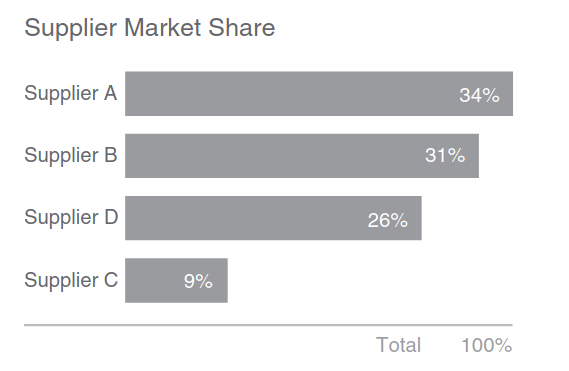 Supplier Market Share
Supplier A 34%
Supplier B 31%
Supplier D 26%
Supplier C 9%
Total 100%